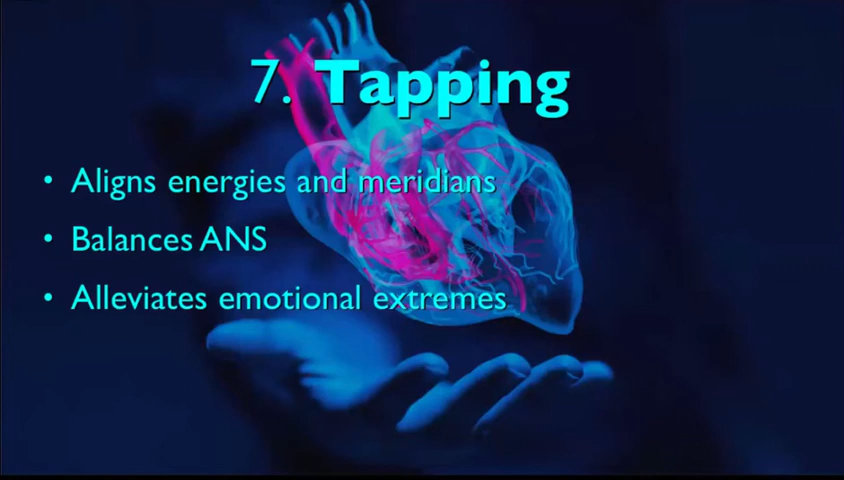 7. Tapping
• Aligns energies and meridians
• Balances ANS
• Alleviates emotional extremes